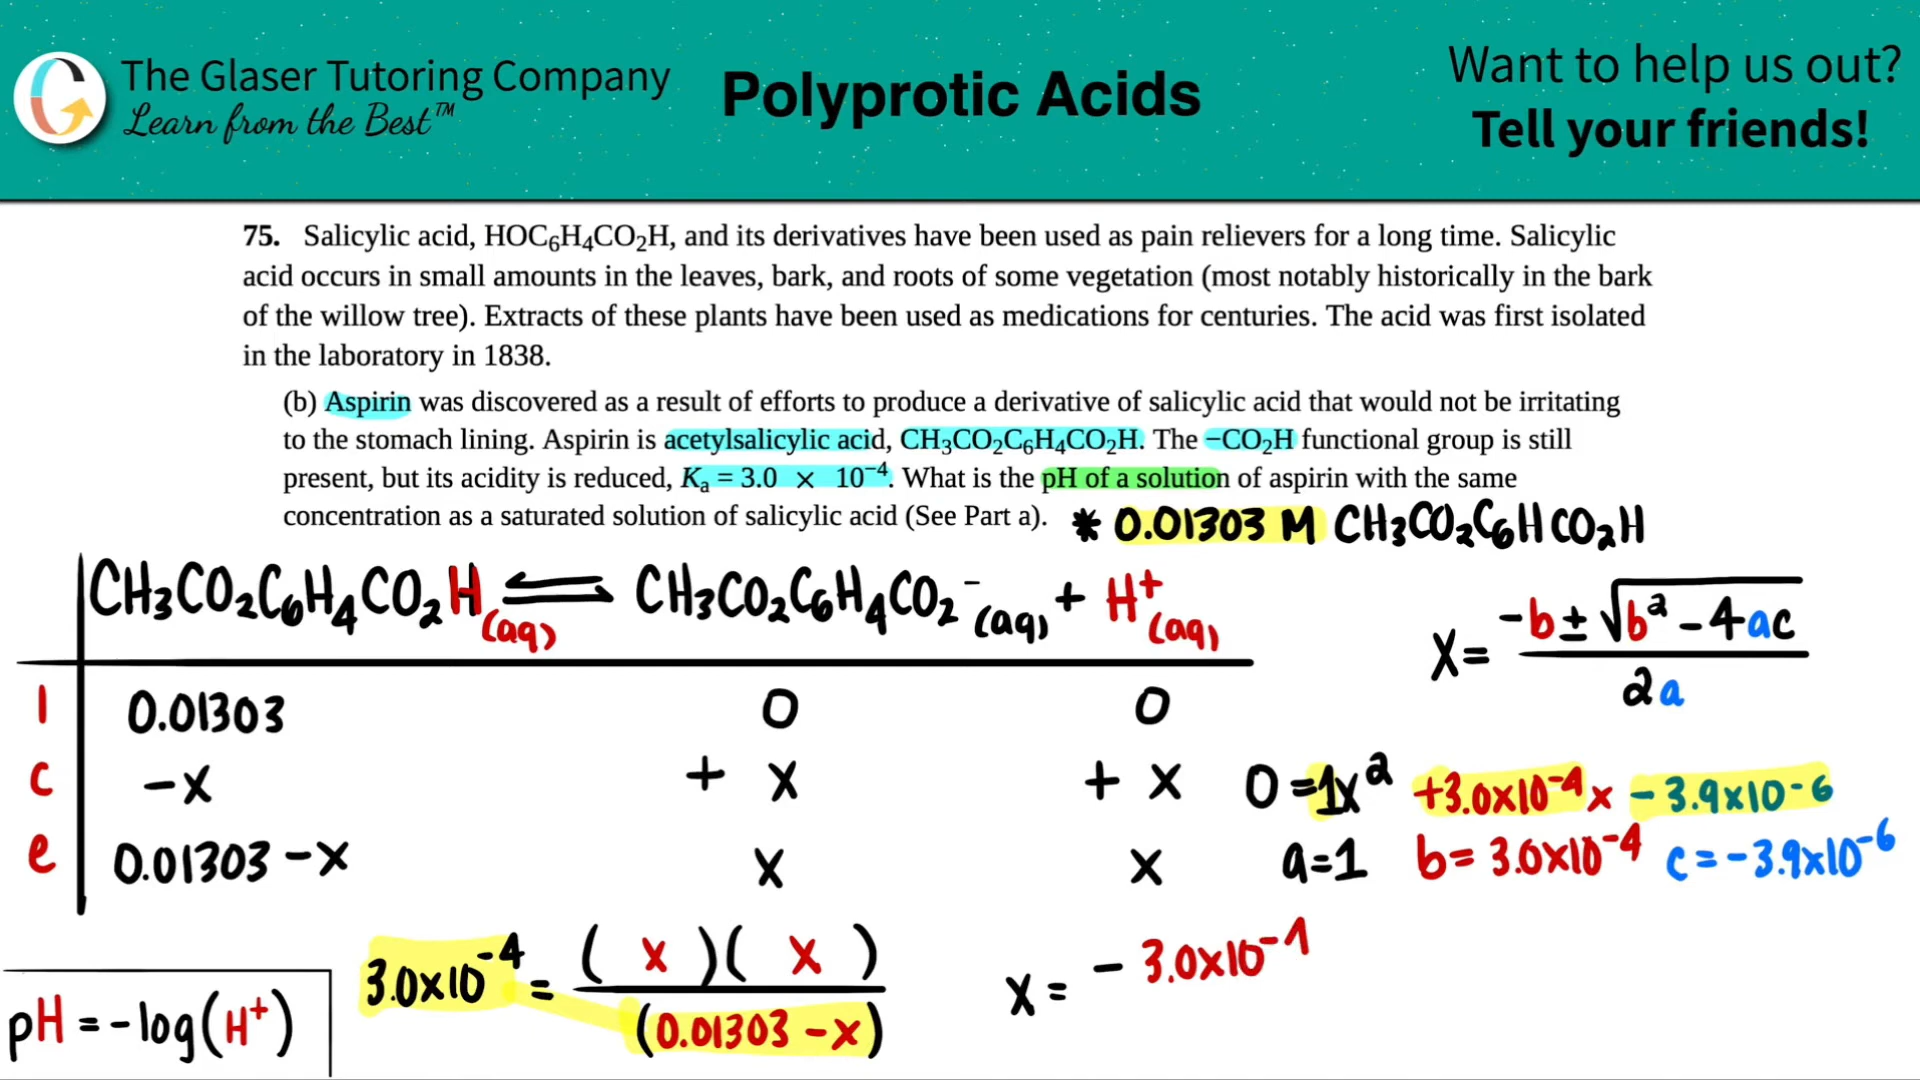 The Glaser Tutoring Company
Learn from the Best™
Polyprotic Acids
Want to help us out?
Tell your friends!
75. Salicylic acid, HOC₆H₄CO₂H, and its derivatives have been used as pain relievers for a long time. Salicylic
acid occurs in small amounts in the leaves, bark, and roots of some vegetation (most notably historically in the bark
of the willow tree). Extracts of these plants have been used as medications for centuries. The acid was first isolated
in the laboratory in 1838.
(b) Aspirin was discovered as a result of efforts to produce a derivative of salicylic acid that would not be irritating
to the stomach lining. Aspirin is acetylsalicylic acid, CH₃CO₂C₆H₄CO₂H. The −CO₂H functional group is still
present, but its acidity is reduced, Kₐ = 3.0 × 10⁻⁴. What is the pH of a solution of aspirin with the same
concentration as a saturated solution of salicylic acid (See Part a).
* 0.01303 M CH₃CO₂C₆HCO₂H
CH₃CO₂C₆H₄CO₂H(aq) ⇌ CH₃CO₂C₆H₄CO₂⁻(aq) + H⁺(aq)
I 0.01303 0 0
C -x + x + x
e 0.01303 - x x x
x = -b ± √b² - 4ac / 2a
0 = 1x² +3.0x10⁻⁴x - 3.9x10⁻⁶
a=1 b= 3.0x10⁻⁴ c = -3.9x10⁻⁶
pH = -log(H⁺)
3.0x10⁻⁴ = (x)(x) / (0.01303 - x)
x = - 3.0x10⁻¹